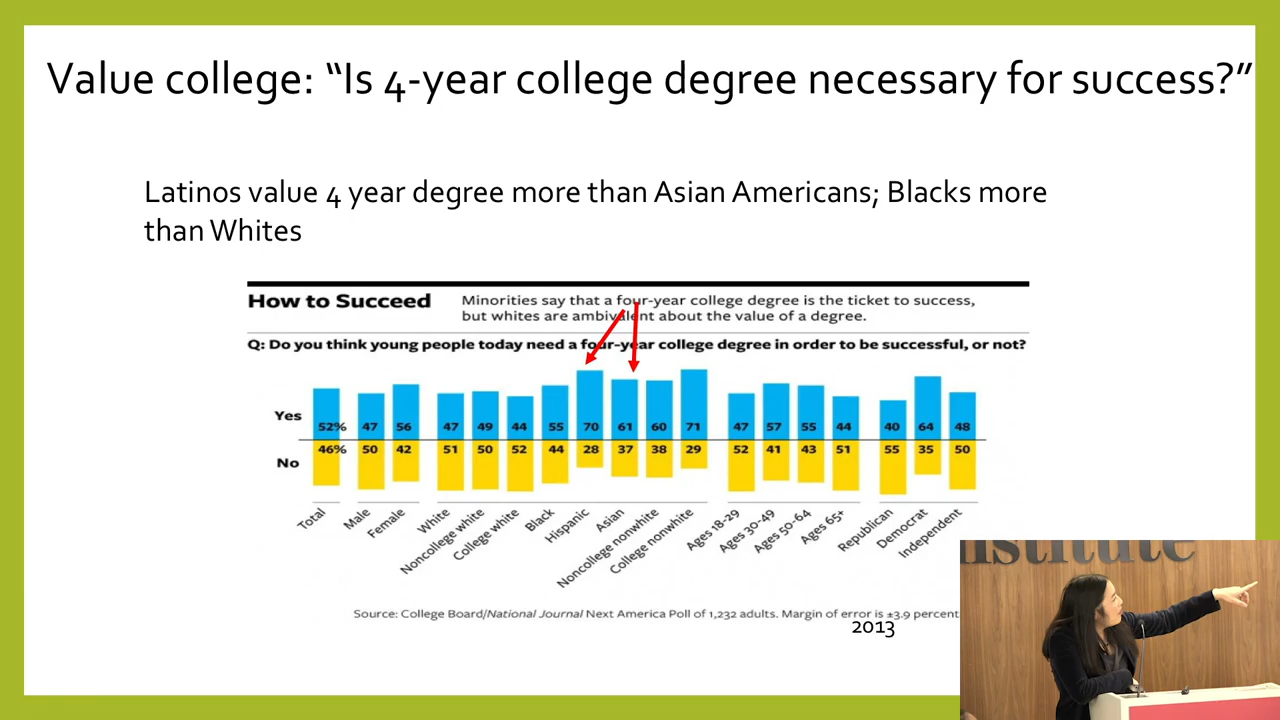 Value college: “Is 4-year college degree necessary for success?”
Latinos value 4 year degree more than Asian Americans; Blacks more
than Whites
How to Succeed
Minorities say that a four-year college degree is the ticket to success,
but whites are ambivalent about the value of a degree.
Q: Do you think young people today need a four-year college degree in order to be successful, or not?
Yes
52% 47 56 47 49 44 55 70 61 60 71 47 57 55 44 40 64 48
No
46% 50 42 51 50 52 44 28 37 38 29 52 41 43 51 55 35 50
Total
Male
Female
White
Noncollege white
College white
Black
Hispanic
Asian
Noncollege nonwhite
College nonwhite
Ages 18-29
Ages 30-49
Ages 50-64
Ages 65+
Republican
Democrat
Independent
Source: College Board/National Journal Next America Poll of 1,232 adults. Margin of error is ±3.9 percent
2013
nstitute